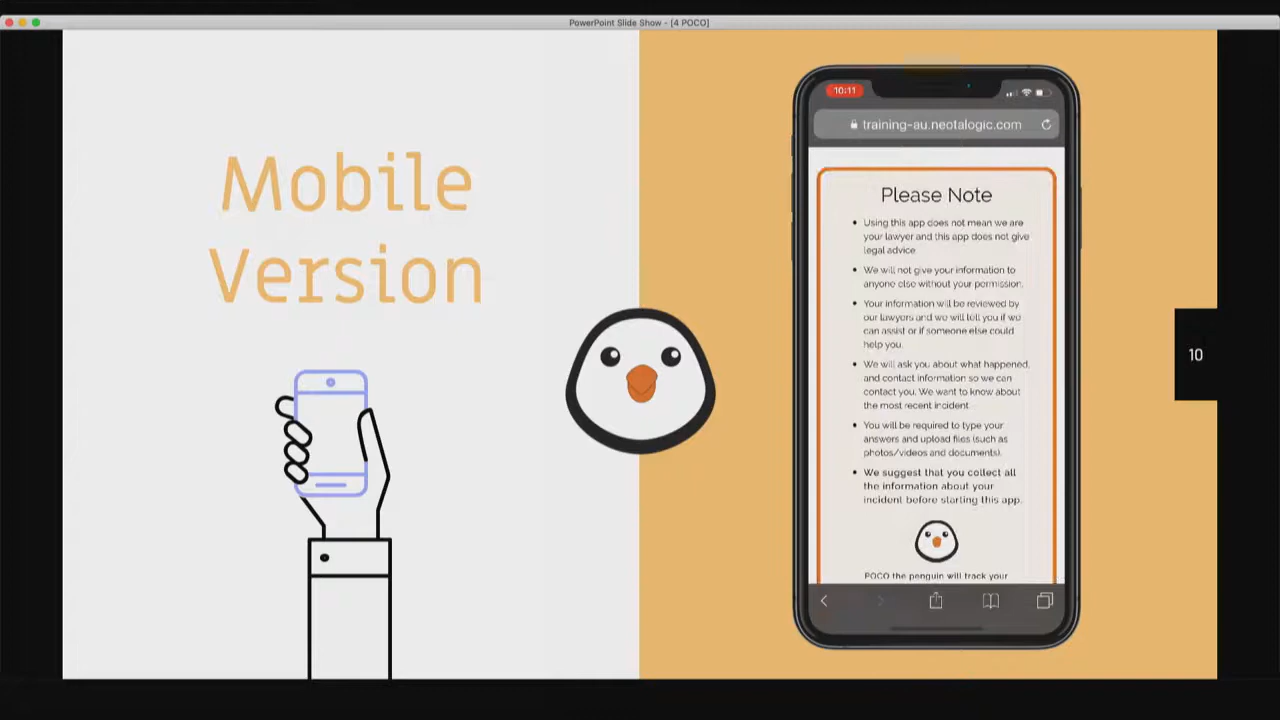 PowerPoint Slide Show - [4 POCO]
Mobile
Version
10:11
training-au.neotalogic.com
Please Note
• Using this app does not mean we are
your lawyer and this app does not give
legal advice.
• We will not give your information to
anyone else without your permission.
• Your information will be reviewed by
our lawyers and we will tell you if we
can assist or if someone else could
help you.
• We will ask you about what happened,
and contact information so we can
contact you. We want to know about
the most recent incident.
• You will be required to type your
answers and upload files (such as
photos/videos and documents).
• We suggest that you collect all
the information about your
incident before starting this app.
POCO the penguin will track your
10